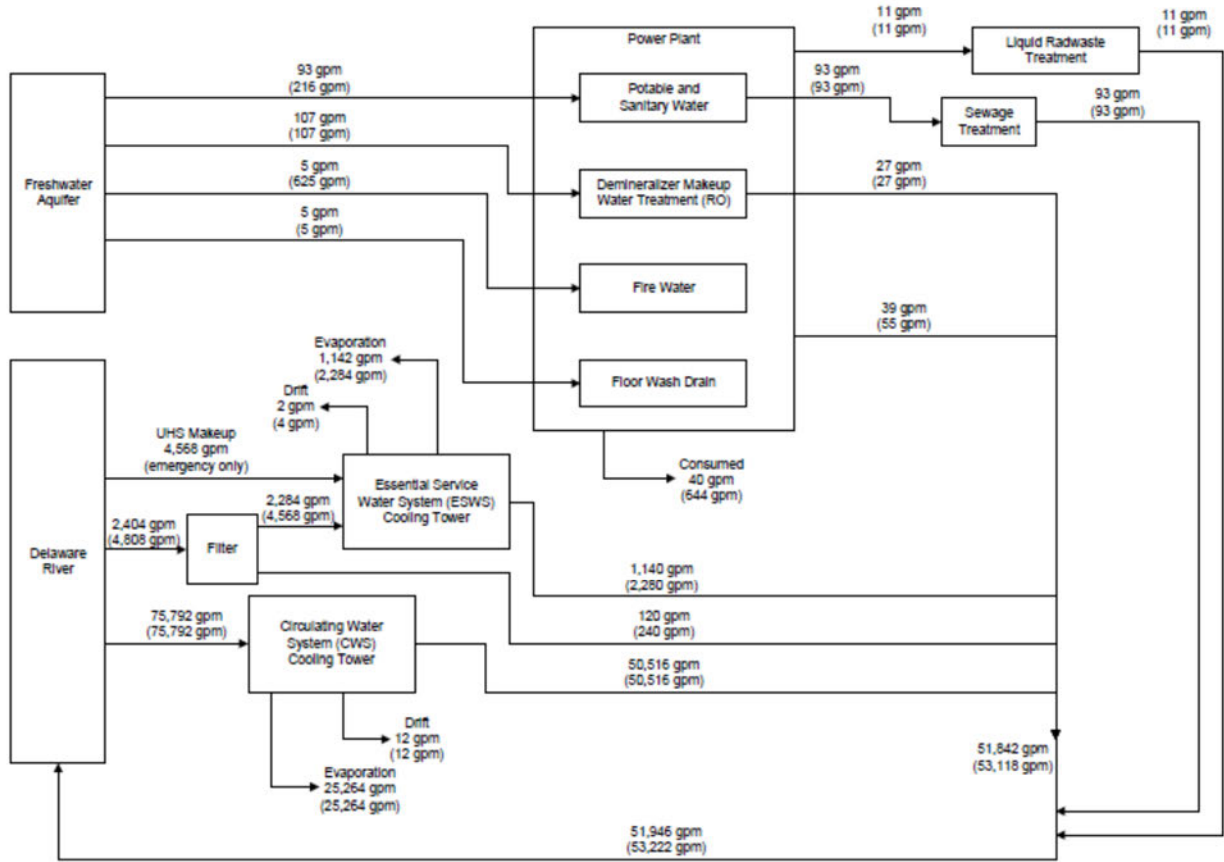 11 gpm
(11 gpm)
Liquid Radwaste
Treatment
11 gpm
(11 gpm)
Power Plant
93 gpm
(216 gpm)
Potable and
Sanitary Water
93 gpm
(93 gpm)
Sewage
Treatment
93 gpm
(93 gpm)
107 gpm
(107 gpm)
Freshwater
Aquifer
5 gpm
(625 gpm)
Demineralizer Makeup
Water Treatment (RO)
27 gpm
(27 gpm)
5 gpm
(5 gpm)
Fire Water
39 gpm
(55 gpm)
Evaporation
1,142 gpm
(2,284 gpm)
Floor Wash Drain
Drift
2 gpm
(4 gpm)
UHS Makeup
4,568 gpm
(emergency only)
Consumed
40 gpm
(644 gpm)
Essential Service
Water System (ESWS)
Cooling Tower
2,284 gpm
(4,568 gpm)
2,404 gpm
(4,808 gpm)
Filter
Delaware
River
1,140 gpm
(2,280 gpm)
75,792 gpm
(75,792 gpm)
Circulating Water
System (CWS)
Cooling Tower
120 gpm
(240 gpm)
50,516 gpm
(50,516 gpm)
Drift
12 gpm
(12 gpm)
51,842 gpm
(53,118 gpm)
Evaporation
25,264 gpm
(25,264 gpm)
51,946 gpm
(53,222 gpm)